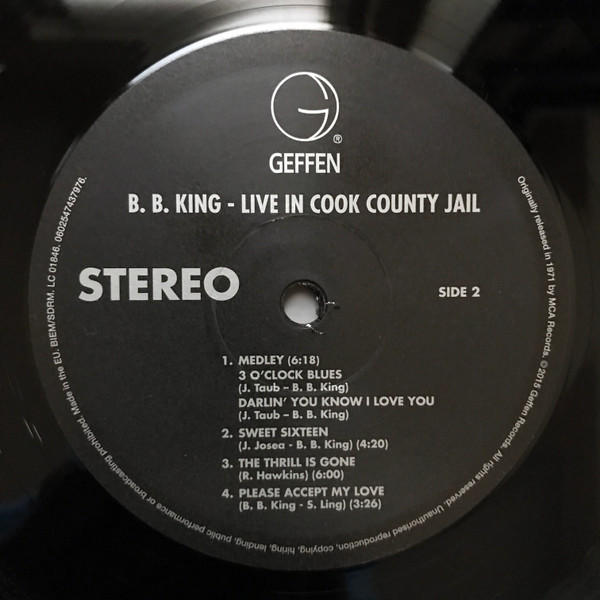 G
®
GEFFEN
B. B. KING - LIVE IN COOK COUNTY JAIL
STEREO
SIDE 2
1. MEDLEY (6:18)
3 O'CLOCK BLUES
(J. Taub – B. B. King)
DARLIN' YOU KNOW I LOVE YOU
(J. Taub – B. B. King)
2. SWEET SIXTEEN
(J. Josea - B. B. King) (4:20)
3. THE THRILL IS GONE
(R. Hawkins) (6:00)
4. PLEASE ACCEPT MY LOVE
(B. B. King - S. Ling) (3:26)
Originally released in 1971 by MCA Records. ©2015 Geffen Records. All rights reserved. Unauthorised reproduction, copying, hiring, lending, public performance or broadcasting prohibited. Made in the EU. BIEM/SDRM. LC 01846. 0602547437976.